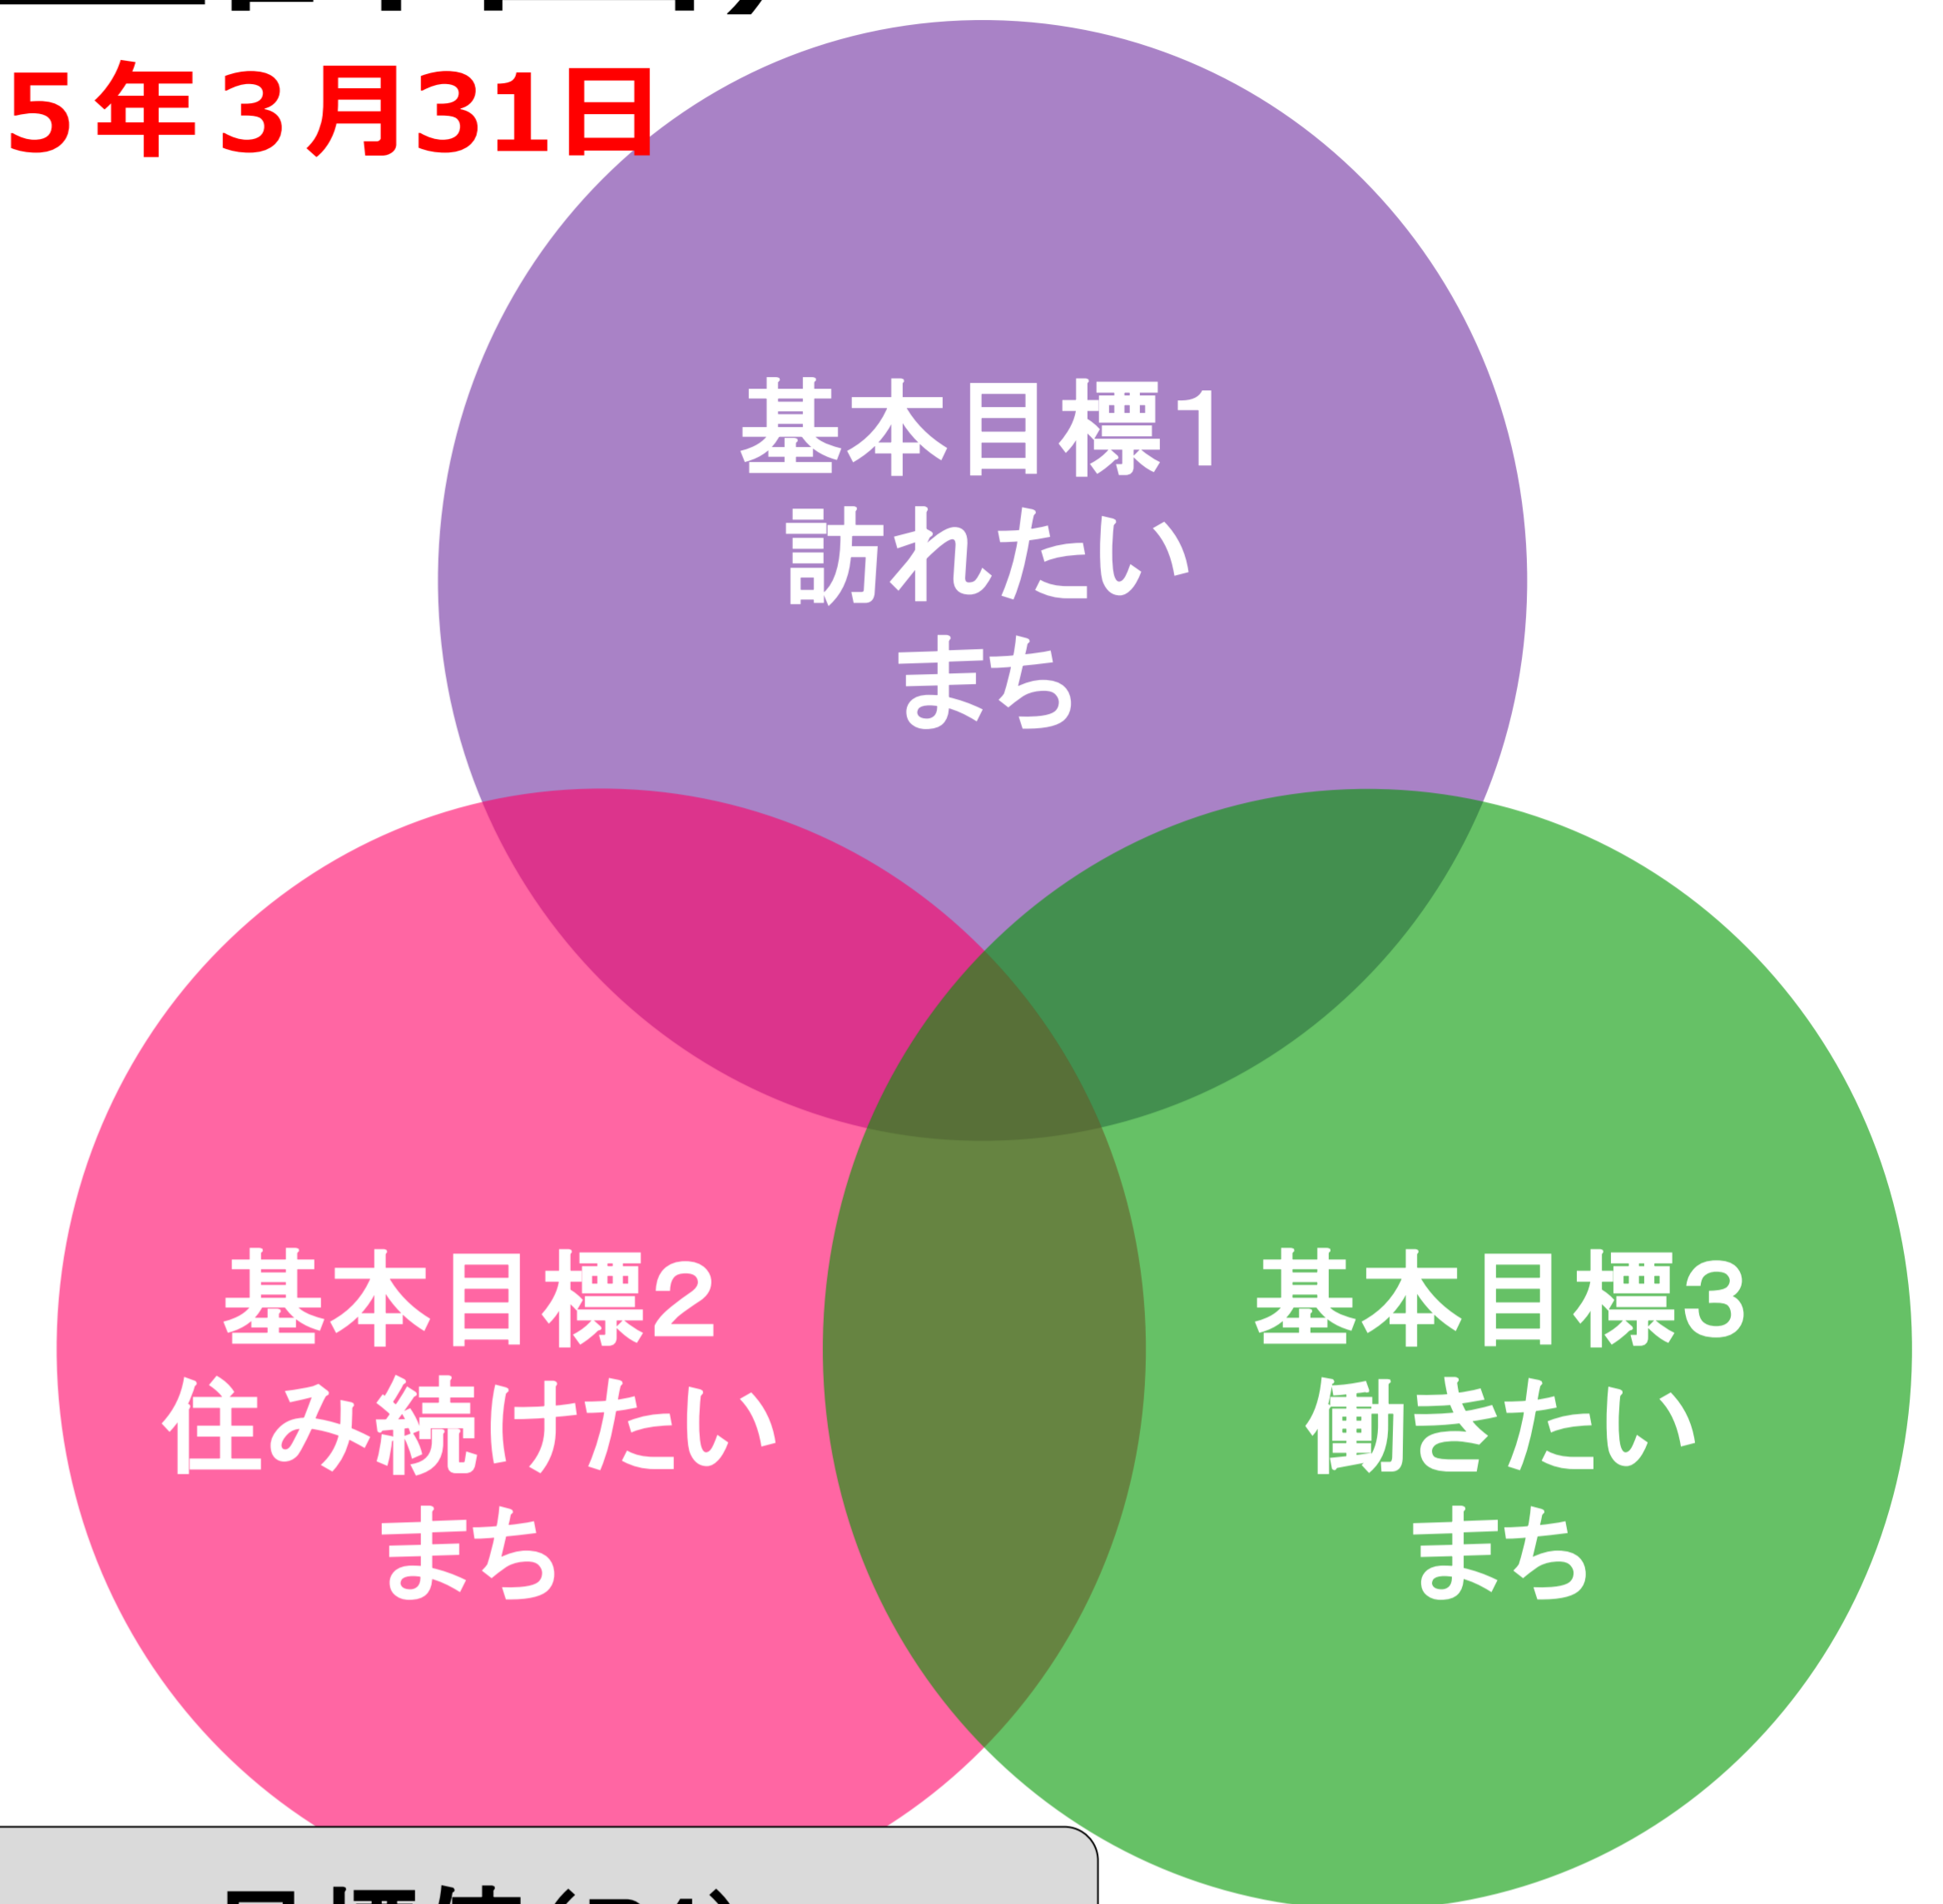 5年3月31日
基本目標1
訪れたい
まち
基本目標2
住み続けたい
まち
基本目標3
働きたい
まち